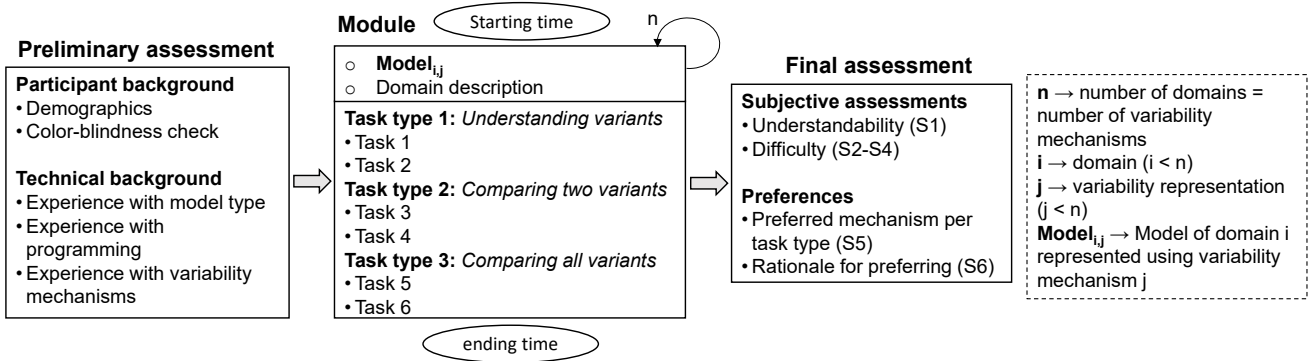 Preliminary assessment
Participant background
• Demographics
• Color-blindness check
Technical background
• Experience with model type
• Experience with
programming
• Experience with variability
mechanisms
Module
Starting time
n
○ Model i,j
○ Domain description
Task type 1: Understanding variants
• Task 1
• Task 2
Task type 2: Comparing two variants
• Task 3
• Task 4
Task type 3: Comparing all variants
• Task 5
• Task 6
ending time
Final assessment
Subjective assessments
• Understandability (S1)
• Difficulty (S2-S4)
Preferences
• Preferred mechanism per
task type (S5)
• Rationale for preferring (S6)
n → number of domains =
number of variability
mechanisms
i → domain (i < n)
j → variability representation
(j < n)
Model i,j → Model of domain i
represented using variability
mechanism j